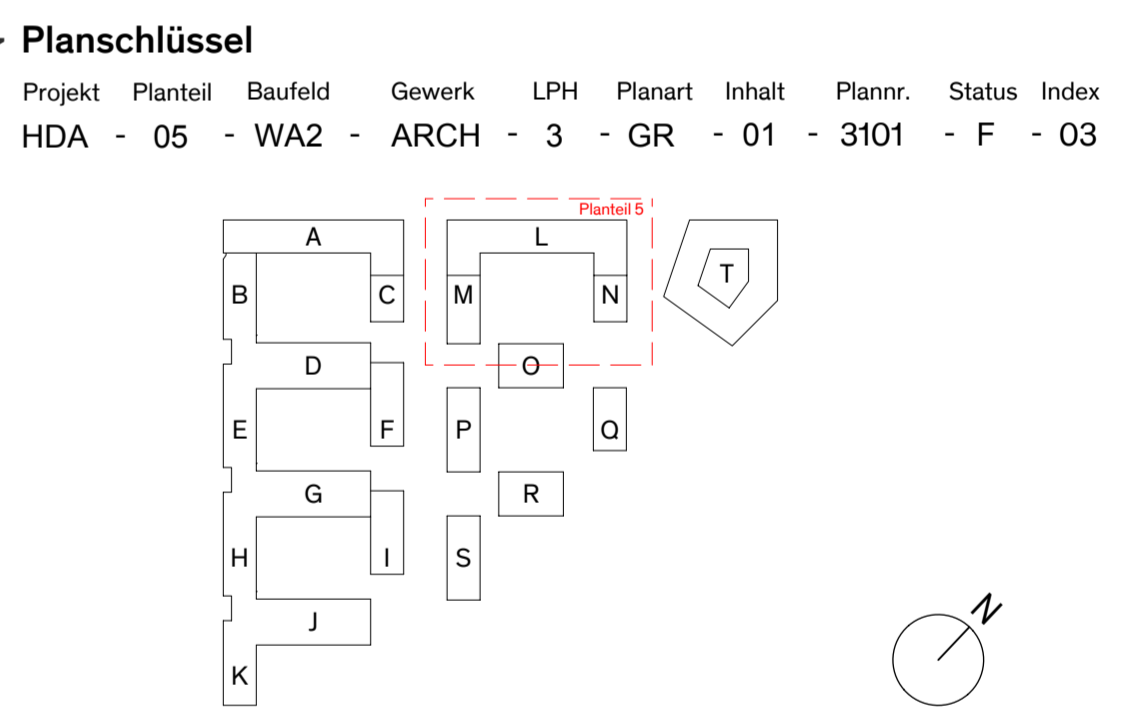 Planschlüssel
Projekt Planteil Baufeld Gewerk LPH Planart Inhalt Plannr. Status Index
HDA - 05 - WA2 - ARCH - 3 - GR - 01 - 3101 - F - 03
Planteil 5
A L
T
B C M N
D O
E F P Q
G R
H I S
J
N
K